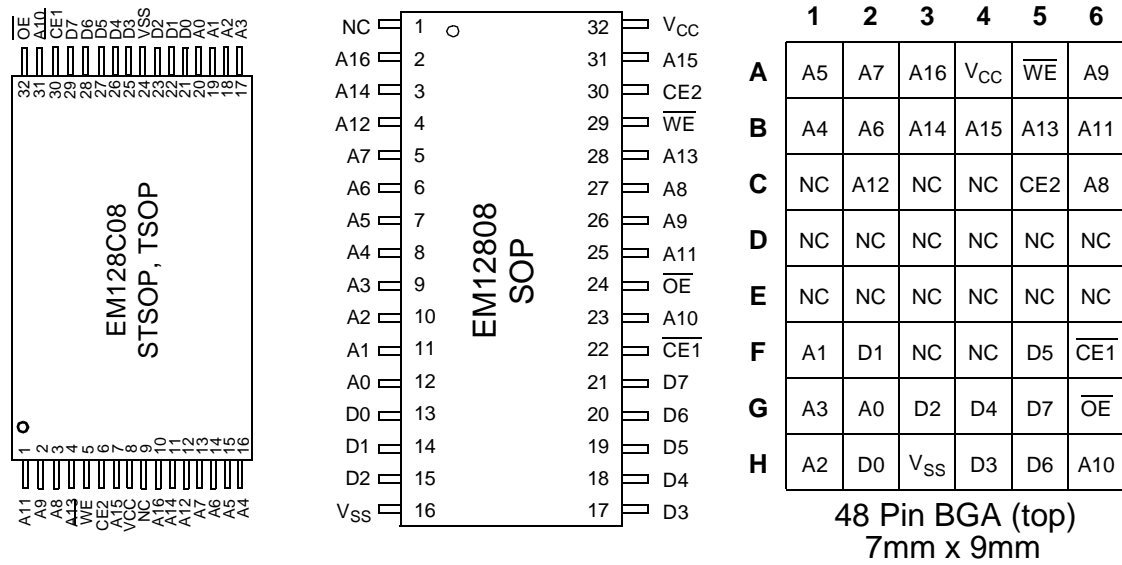 OE A10 CE1 D7 D6 D5 D4 D3 VSS D2 D1 D0 A0 A1 A2 A3
32 31 30 29 28 27 26 25 24 23 22 21 20 19 18 17
EM128C08
STSOP, TSOP
1 2 3 4 5 6 7 8 9 10 11 12 13 14 15 16
A11 A9 A8 A13 WE CE2 A15 VCC NC A16 A14 A12 A7 A6 A5 A4
NC 1 32 VCC
A16 2 31 A15
A14 3 30 CE2
A12 4 29 WE
A7 5 28 A13
A6 6 27 A8
A5 7 26 A9
A4 8 25 A11
A3 9 24 OE
A2 10 23 A10
A1 11 22 CE1
A0 12 21 D7
D0 13 20 D6
D1 14 19 D5
D2 15 18 D4
VSS 16 17 D3
EM12808
SOP
1 2 3 4 5 6
A A5 A7 A16 VCC WE A9
B A4 A6 A14 A15 A13 A11
C NC A12 NC NC CE2 A8
D NC NC NC NC NC NC
E NC NC NC NC NC NC
F A1 D1 NC NC D5 CE1
G A3 A0 D2 D4 D7 OE
H A2 D0 VSS D3 D6 A10
48 Pin BGA (top)
7mm x 9mm